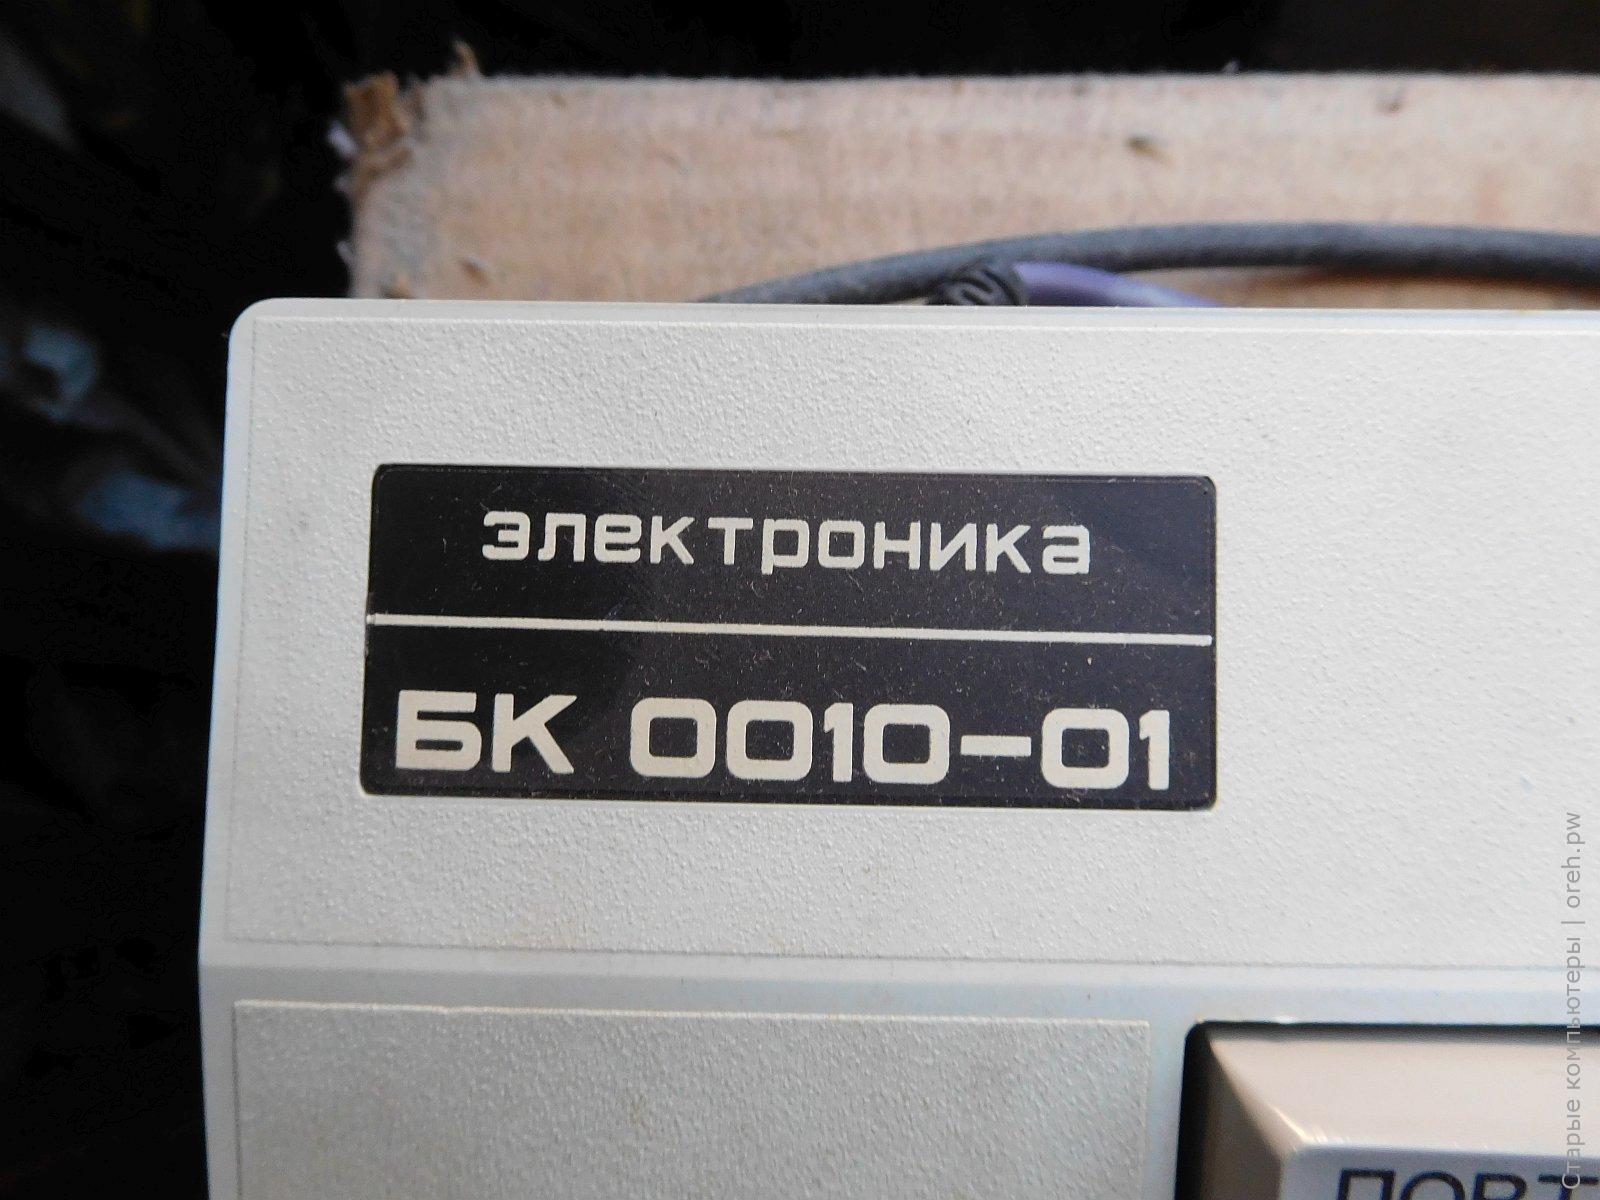 электроника
БК 0010-01
Старые компьютеры | oreh.pw